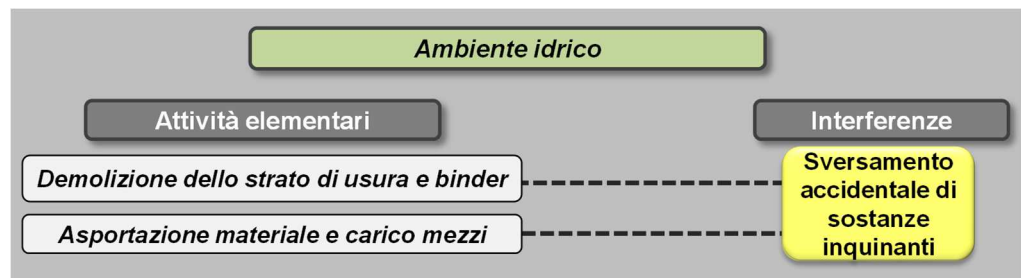 Ambiente idrico
Attività elementari
Interferenze
Demolizione dello strato di usura e binder
Asportazione materiale e carico mezzi
Sversamento
accidentale di
sostanze
inquinanti